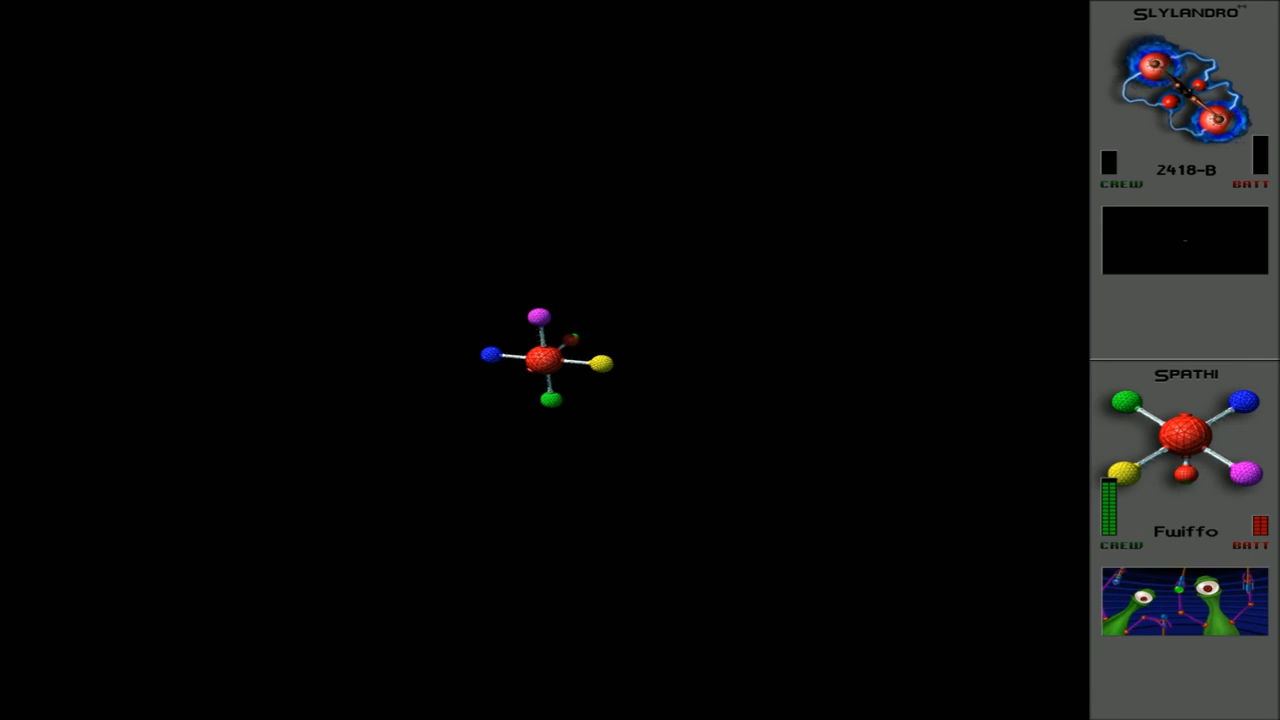 SLYLANDRO
2418-B
CREW
BATT
SPATHI
Fwiffo
CREW
BATT